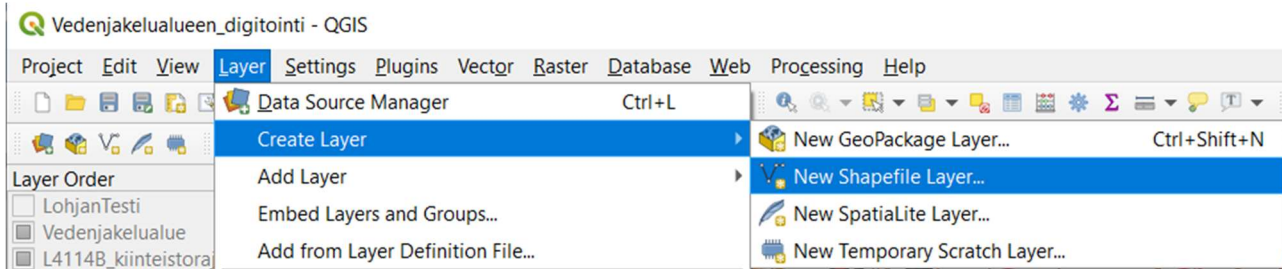 Vedenjakelualueen_digitointi - QGIS
Project Edit View Layer Settings Plugins Vector Raster Database Web Processing Help
Data Source Manager Ctrl+L
Create Layer
New GeoPackage Layer... Ctrl+Shift+N
Layer Order
Add Layer
New Shapefile Layer...
LohjanTesti
Embed Layers and Groups...
New SpatiaLite Layer...
Vedenjakelualue
L4114B_kiinteistoraj
Add from Layer Definition File...
New Temporary Scratch Layer...